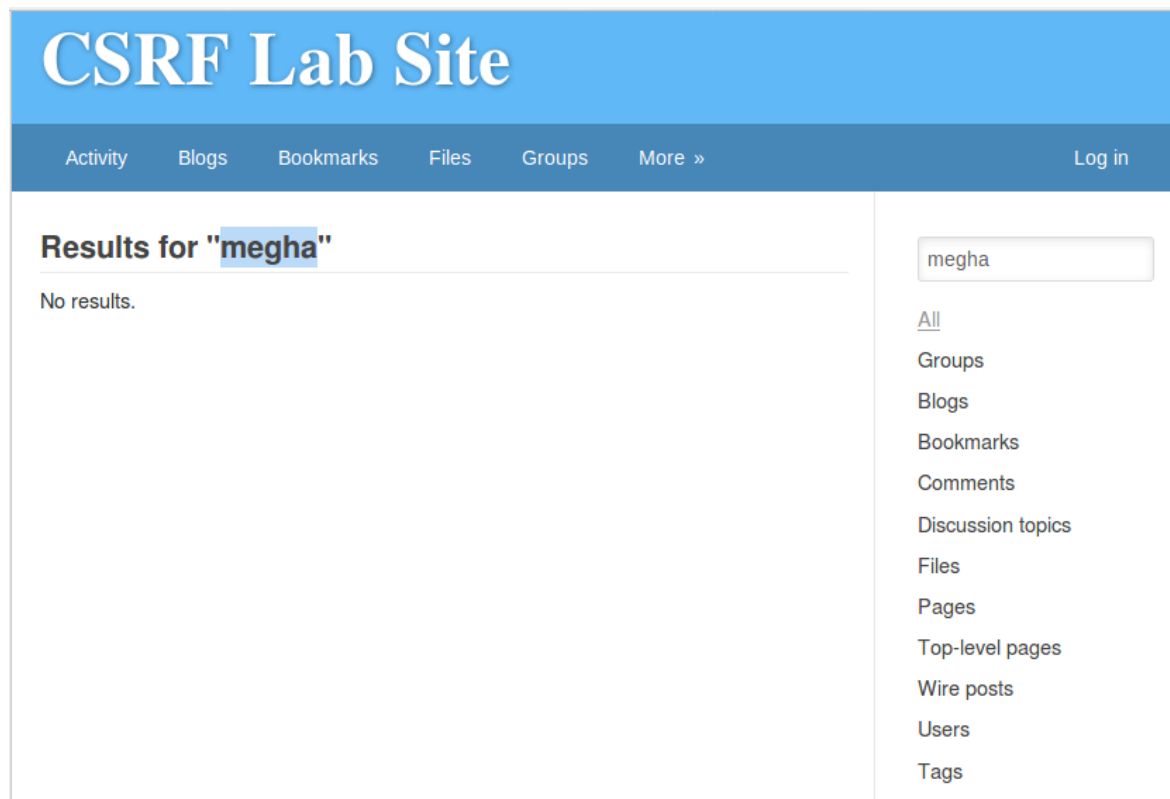 CSRF Lab Site
Activity Blogs Bookmarks Files Groups More » Log in
Results for "megha"
No results.
megha
All
Groups
Blogs
Bookmarks
Comments
Discussion topics
Files
Pages
Top-level pages
Wire posts
Users
Tags